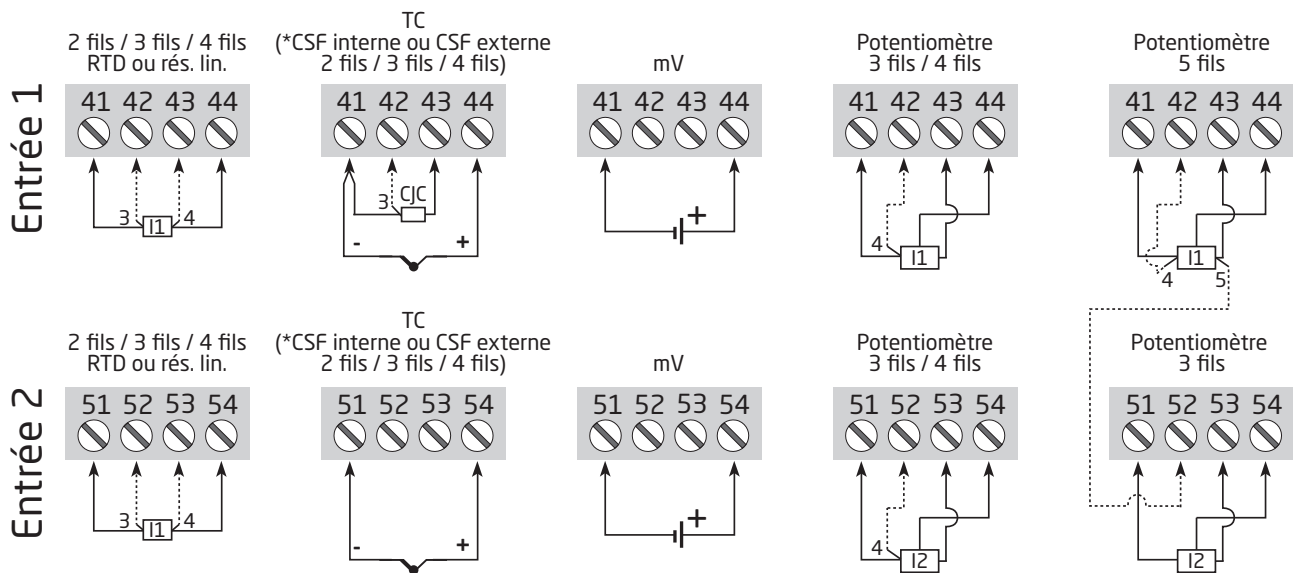 Entrée 1
2 fils / 3 fils / 4 fils
RTD ou rés. lin.
41 42 43 44
3 I1 4
TC
(*CSF interne ou CSF externe
2 fils / 3 fils / 4 fils)
41 42 43 44
3 CJC
- +
mV
41 42 43 44
+
Potentiomètre
3 fils / 4 fils
41 42 43 44
4 I1
Potentiomètre
5 fils
41 42 43 44
4 I1 5
Entrée 2
2 fils / 3 fils / 4 fils
RTD ou rés. lin.
51 52 53 54
3 I1 4
TC
(*CSF interne ou CSF externe
2 fils / 3 fils / 4 fils)
51 52 53 54
- +
mV
51 52 53 54
+
Potentiomètre
3 fils / 4 fils
51 52 53 54
4 I2
Potentiomètre
3 fils
51 52 53 54
I2